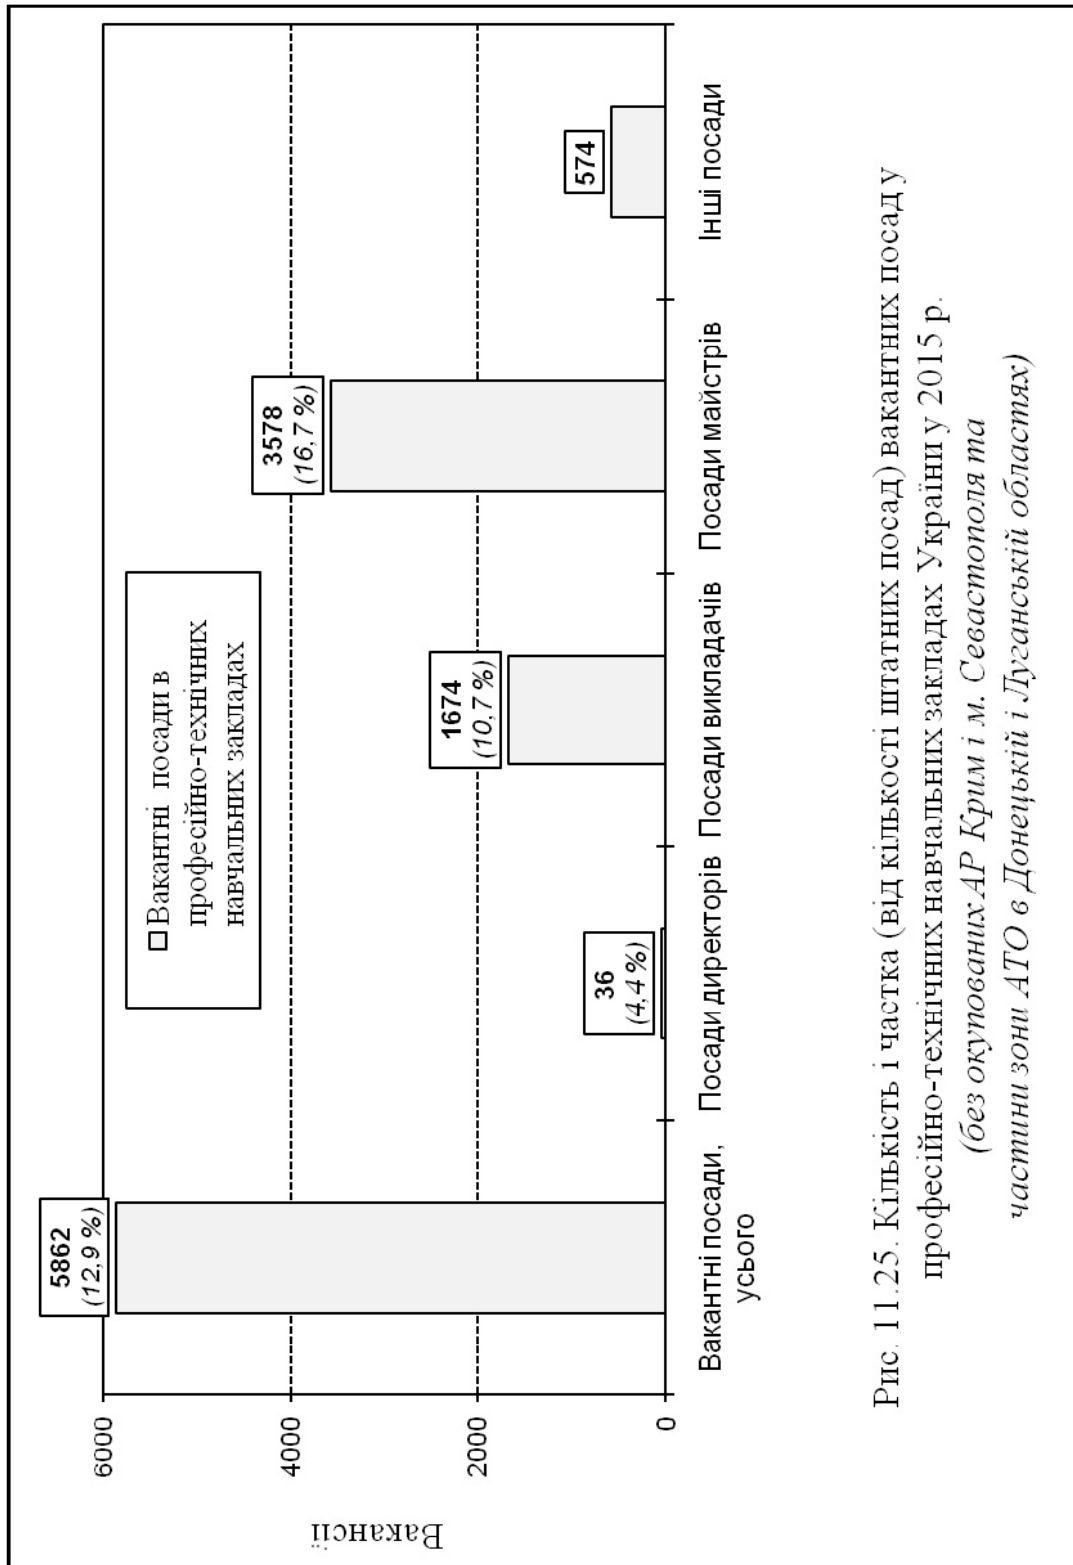 Вакансії
6000
4000
2000
0
Вакантні посади в
професійно-технічних
навчальних закладах
5862
(12,9 %)
36
(4,4 %)
1674
(10,7 %)
3578
(16,7 %)
574
Вакантні посади,
усього
Посади директорів
Посади викладачів
Посади майстрів
Інші посади
Рис. 11.25. Кількість і частка (від кількості штатних посад) вакантних посад у
професійно-технічних навчальних закладах України у 2015 р.
(без окупованих АР Крим і м. Севастополя та
частини зони АТО в Донецькій і Луганській областях)